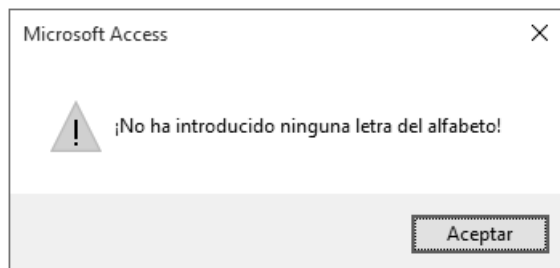 Microsoft Access
¡No ha introducido ninguna letra del alfabeto!
Aceptar